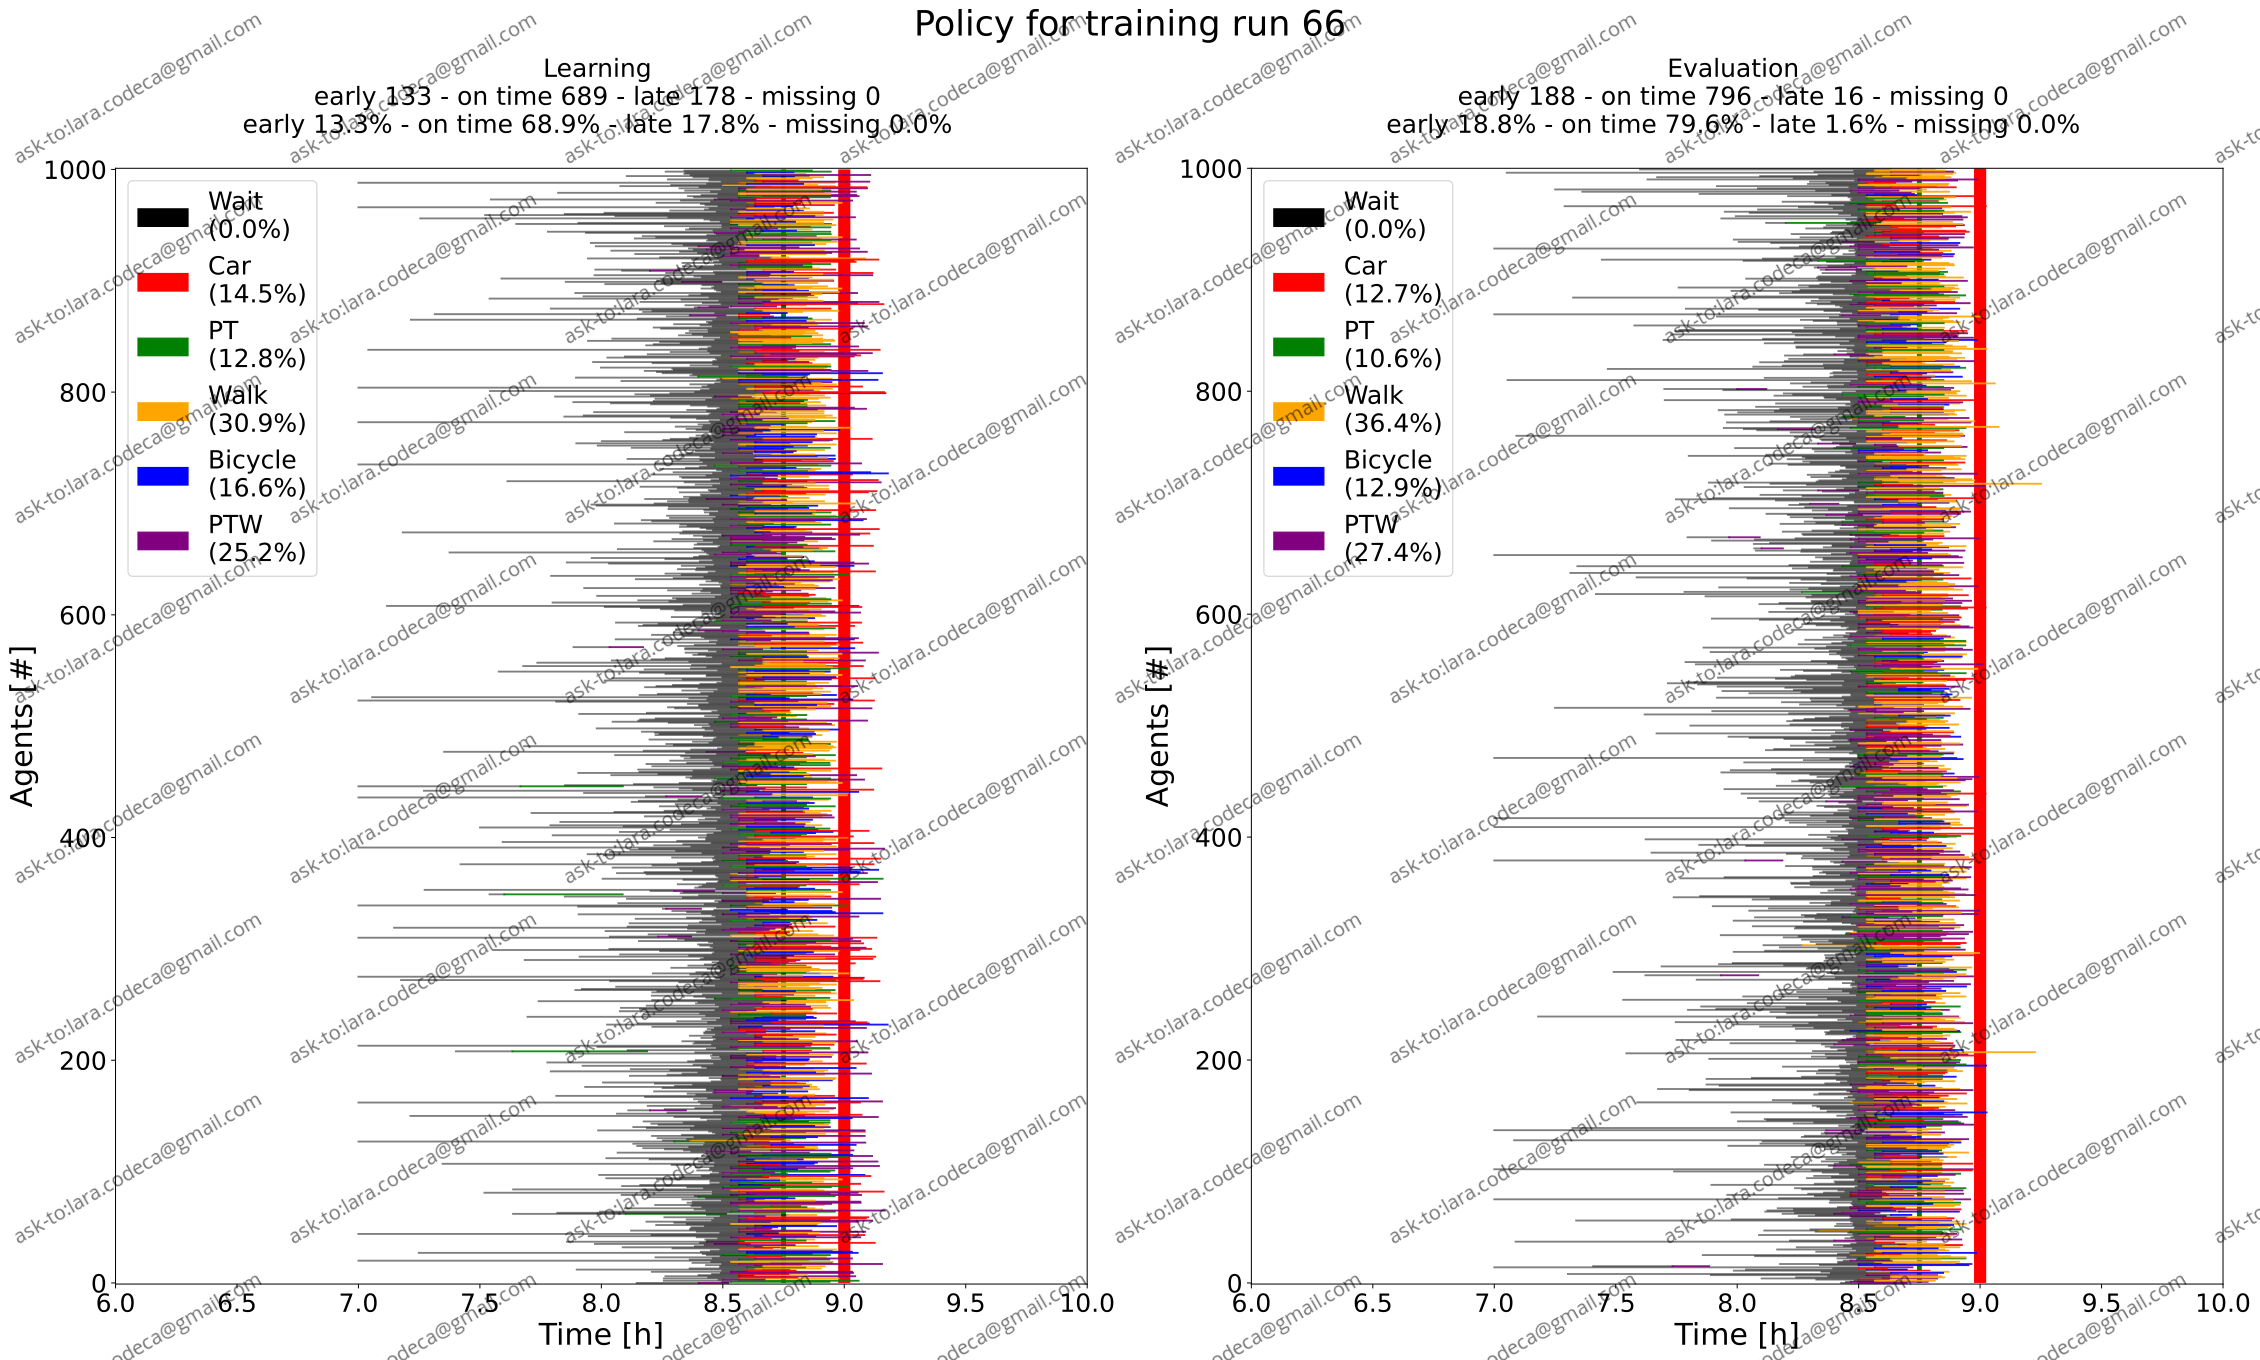 Policy for training run 66
Learning
early 133 - on time 689 - late 178 - missing 0
early 13.3% - on time 68.9% - late 17.8% - missing 0.0%
Evaluation
early 188 - on time 796 - late 16 - missing 0
early 18.8% - on time 79.6% - late 1.6% - missing 0.0%
Agents [#]
1000
800
600
400
200
0
Wait
(0.0%)
Car
(14.5%)
PT
(12.8%)
Walk
(30.9%)
Bicycle
(16.6%)
PTW
(25.2%)
6.0 6.5 7.0 7.5 8.0 8.5 9.0 9.5 10.0
Time [h]
Agents [#]
1000
800
600
400
200
0
Wait
(0.0%)
Car
(12.7%)
PT
(10.6%)
Walk
(36.4%)
Bicycle
(12.9%)
PTW
(27.4%)
6.0 6.5 7.0 7.5 8.0 8.5 9.0 9.5 10.0
Time [h]
ask-to:lara.codeca@gmail.com